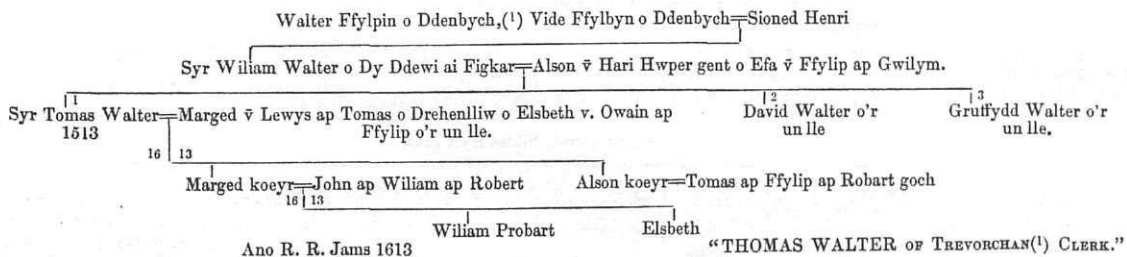 Walter Ffylpin o Ddenbych,(¹) Vide Ffylbyn o Ddenbych=Sioned Henri
Syr Wiliam Walter o Dy Ddewi ai Figkar=Alson v̄ Hari Hwper gent o Efa v̄ Ffylip ap Gwilym.
1 2 3
Syr Tomas Walter=Marged v̄ Lewys ap Tomas o Drehenlliw o Elsbeth v. Owain ap David Walter o'r Gruffydd Walter o'r
1513 Ffylip o'r un lle. un lle un lle.
16 13
Marged koeyr=John ap Wiliam ap Robert Alson koeyr=Tomas ap Ffylip ap Robart goch
16 13
Wiliam Probart Elsbeth
Ano R. R. Jams 1613 "THOMAS WALTER OF TREVORCHAN(¹) CLERK."